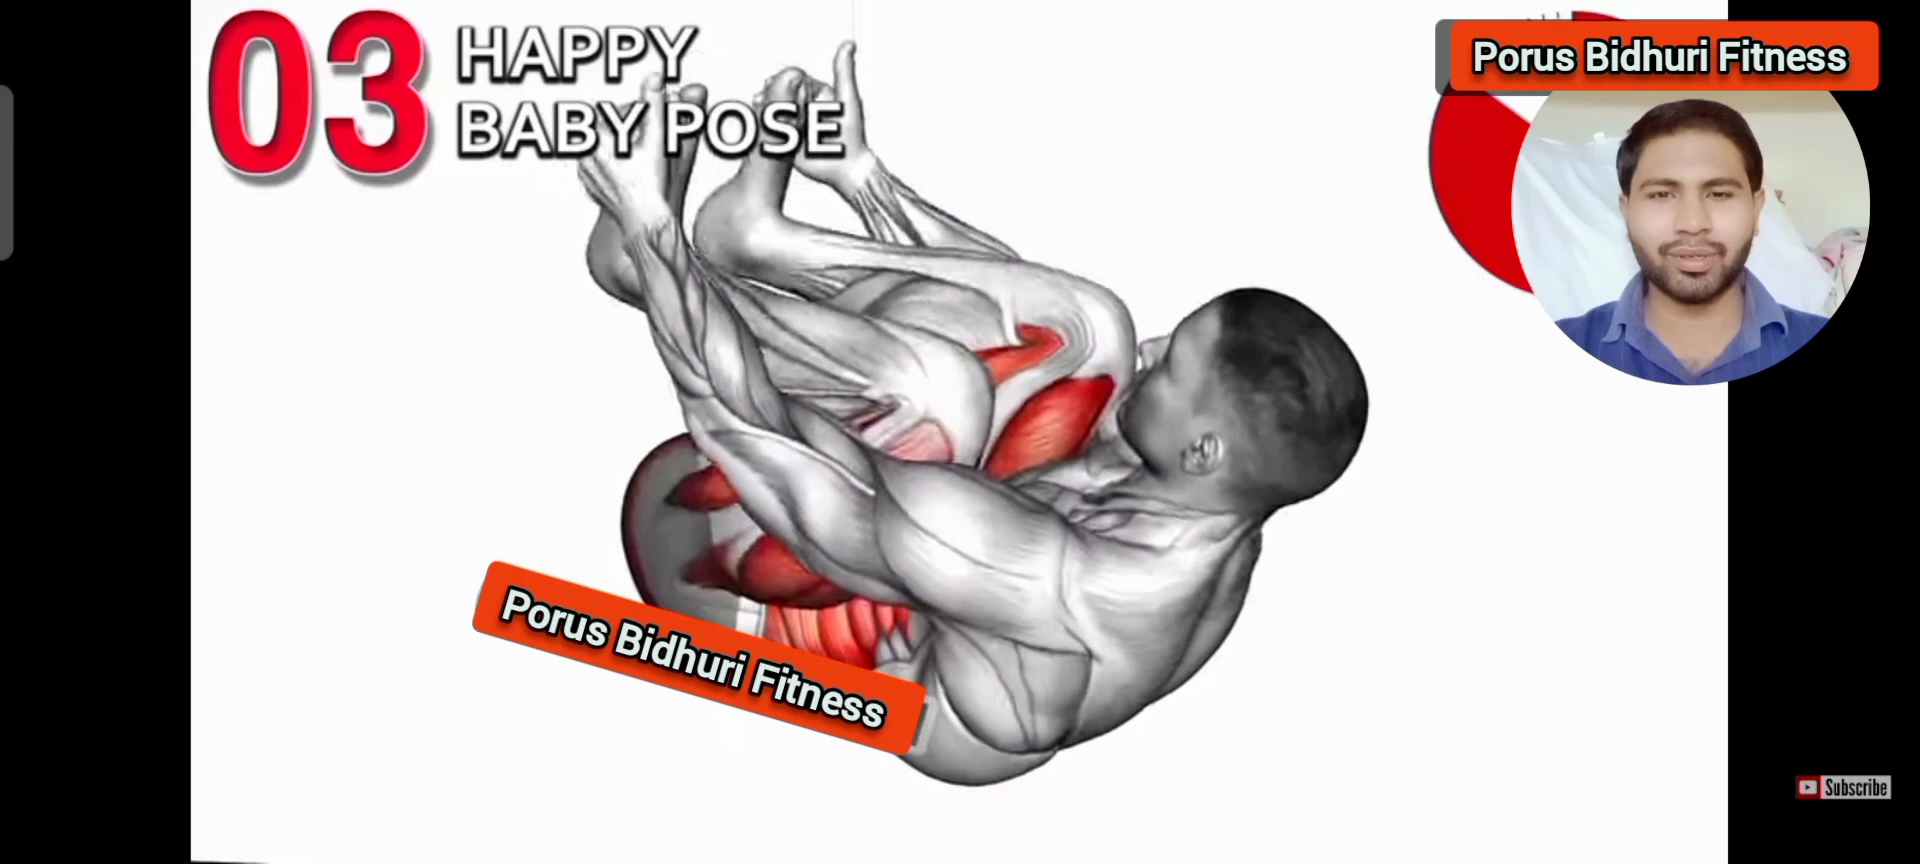 03
HAPPY
BABY POSE
Porus Bidhuri Fitness
Porus Bidhuri Fitness
Subscribe